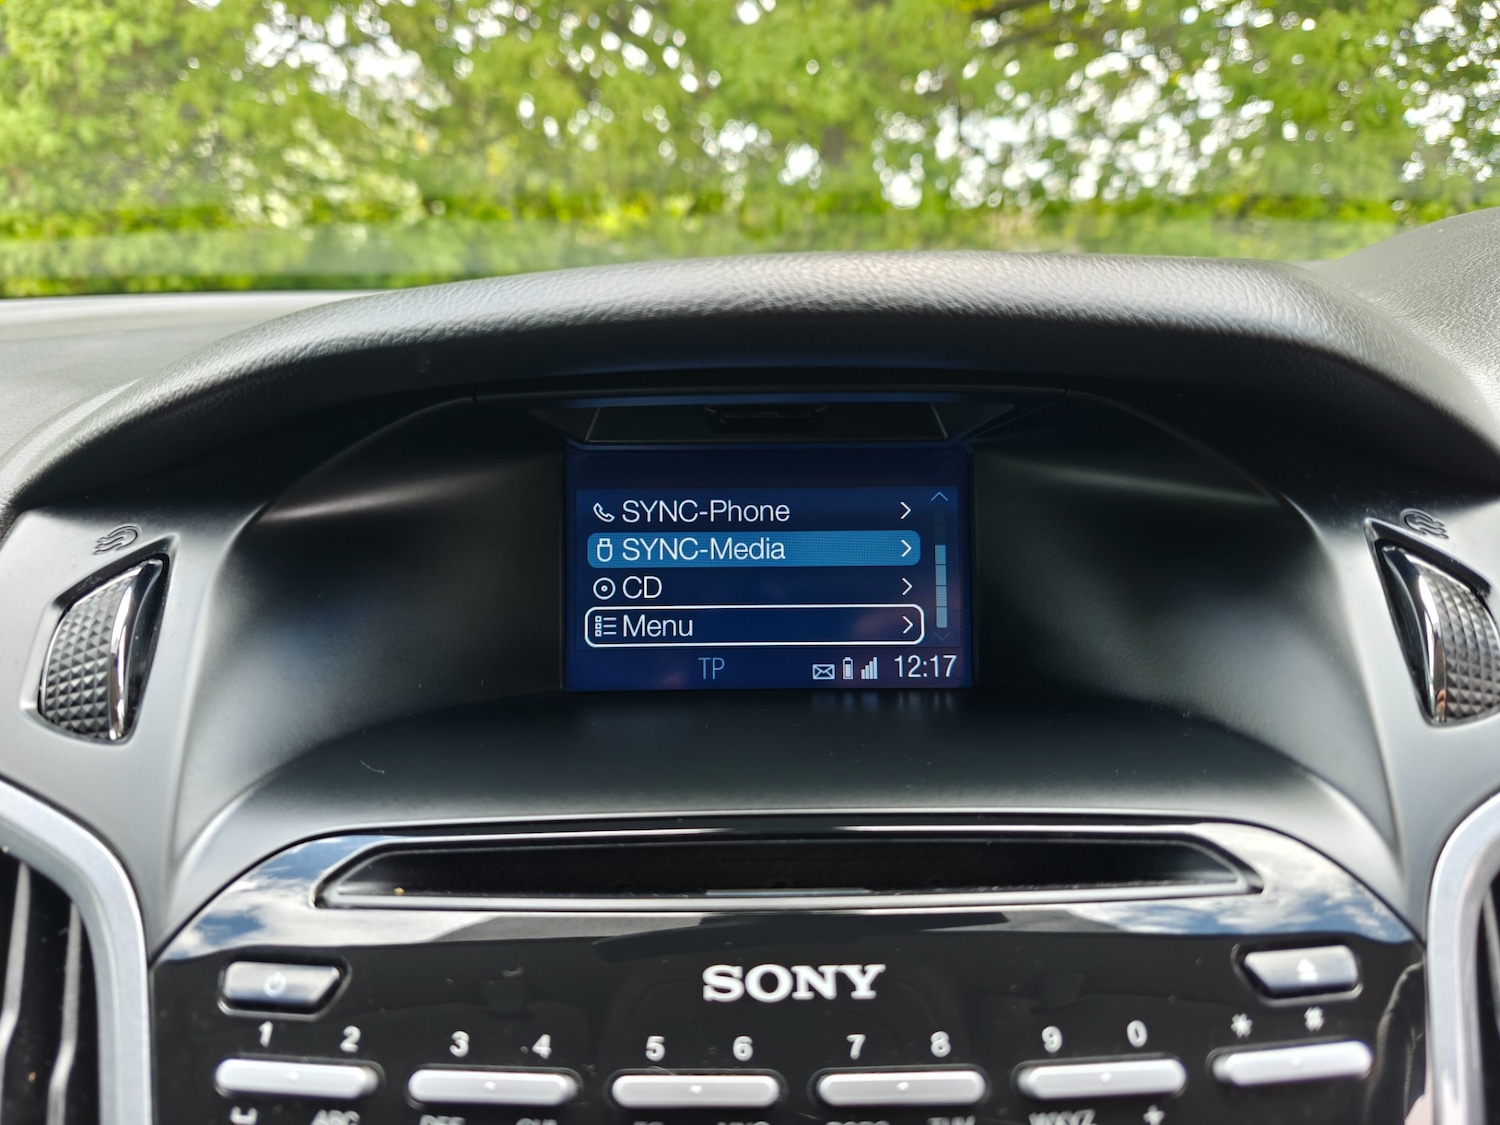 SYNC-Phone
SYNC-Media
CD
Menu
TP 12:17
SONY
1 2 3 4 5 6 7 8 9 0 * #
ABC